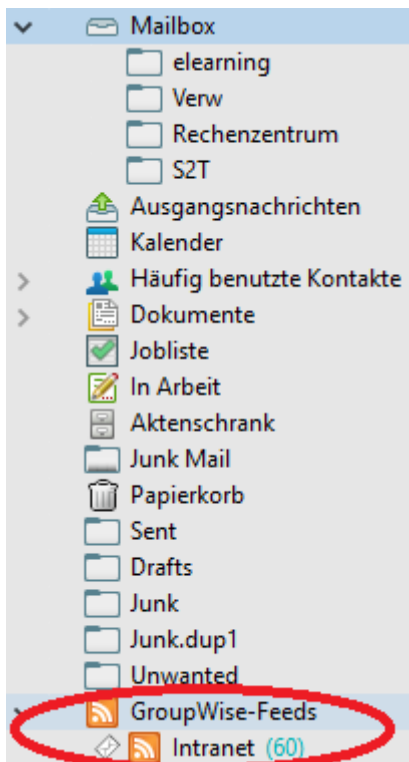 Mailbox
elearning
Verw
Rechenzentrum
S2T
Ausgangsnachrichten
Kalender
Häufig benutzte Kontakte
Dokumente
Jobliste
In Arbeit
Aktenschrank
Junk Mail
Papierkorb
Sent
Drafts
Junk
Junk.dup1
Unwanted
GroupWise-Feeds
Intranet (60)